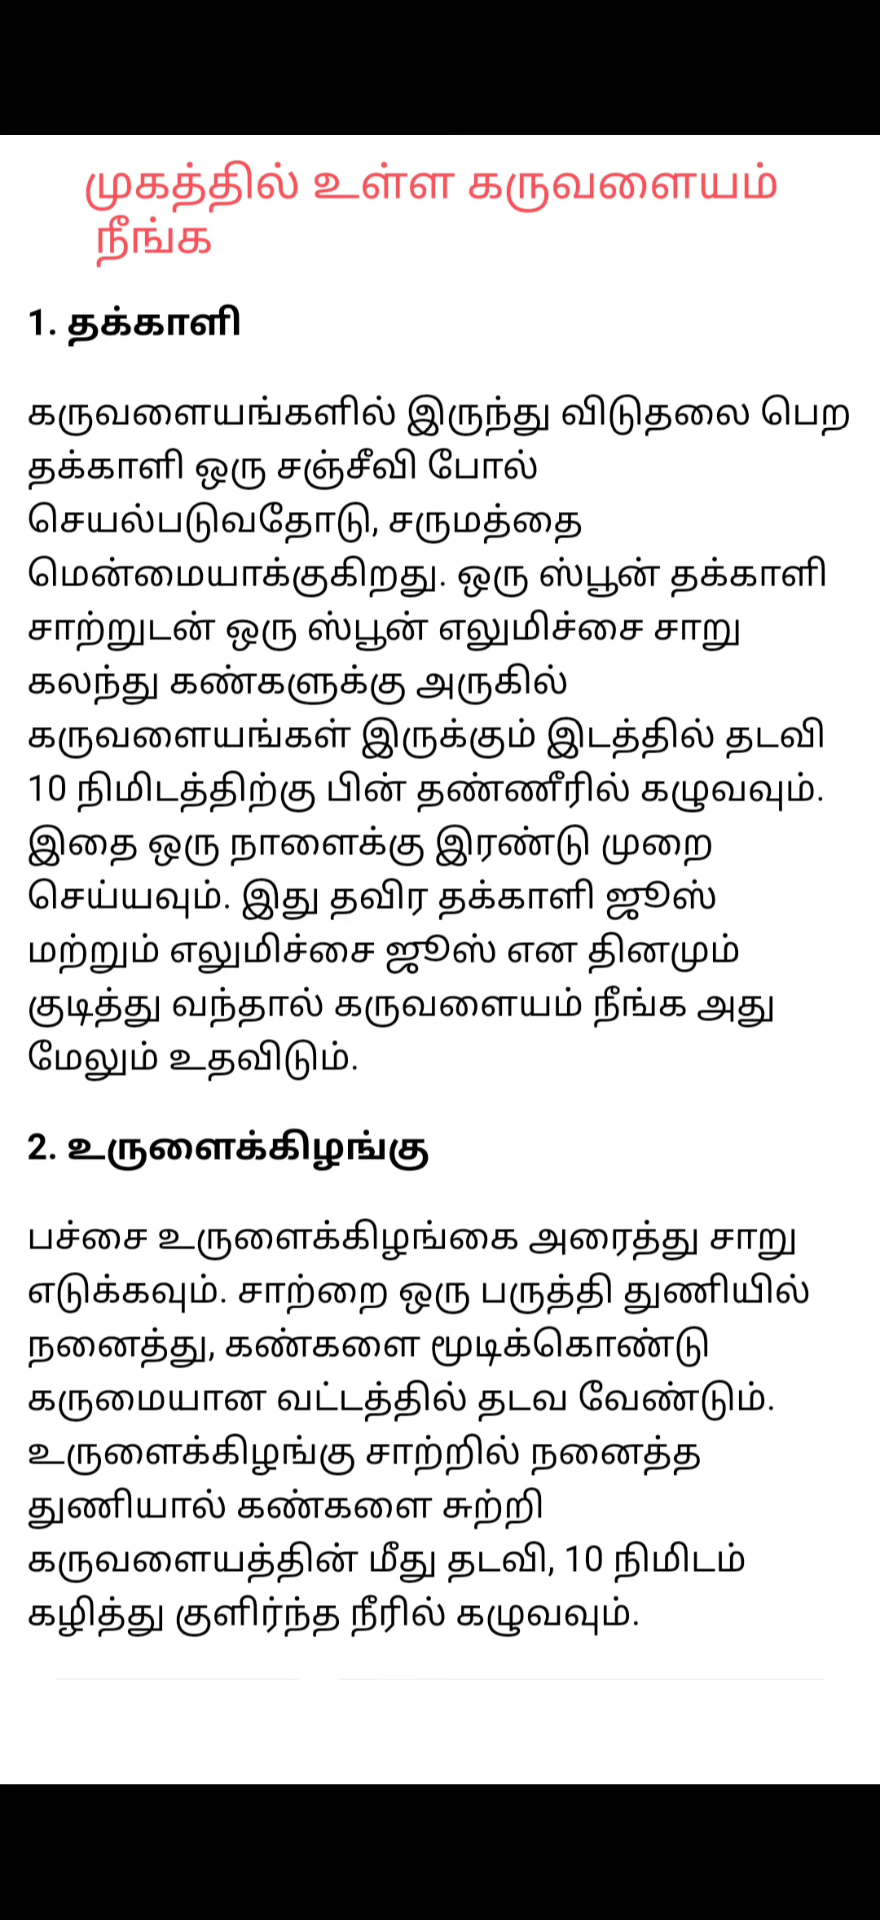 முகத்தில் உள்ள கருவளையம்
நீங்க
1. தக்காளி
கருவளையங்களில் இருந்து விடுதலை பெற
தக்காளி ஒரு சஞ்சீவி போல்
செயல்படுவதோடு, சருமத்தை
மென்மையாக்குகிறது. ஒரு ஸ்பூன் தக்காளி
சாற்றுடன் ஒரு ஸ்பூன் எலுமிச்சை சாறு
கலந்து கண்களுக்கு அருகில்
கருவளையங்கள் இருக்கும் இடத்தில் தடவி
10 நிமிடத்திற்கு பின் தண்ணீரில் கழுவவும்.
இதை ஒரு நாளைக்கு இரண்டு முறை
செய்யவும். இது தவிர தக்காளி ஜூஸ்
மற்றும் எலுமிச்சை ஜூஸ் என தினமும்
குடித்து வந்தால் கருவளையம் நீங்க அது
மேலும் உதவிடும்.
2. உருளைக்கிழங்கு
பச்சை உருளைக்கிழங்கை அரைத்து சாறு
எடுக்கவும். சாற்றை ஒரு பருத்தி துணியில்
நனைத்து, கண்களை மூடிக்கொண்டு
கருமையான வட்டத்தில் தடவ வேண்டும்.
உருளைக்கிழங்கு சாற்றில் நனைத்த
துணியால் கண்களை சுற்றி
கருவளையத்தின் மீது தடவி, 10 நிமிடம்
கழித்து குளிர்ந்த நீரில் கழுவவும்.